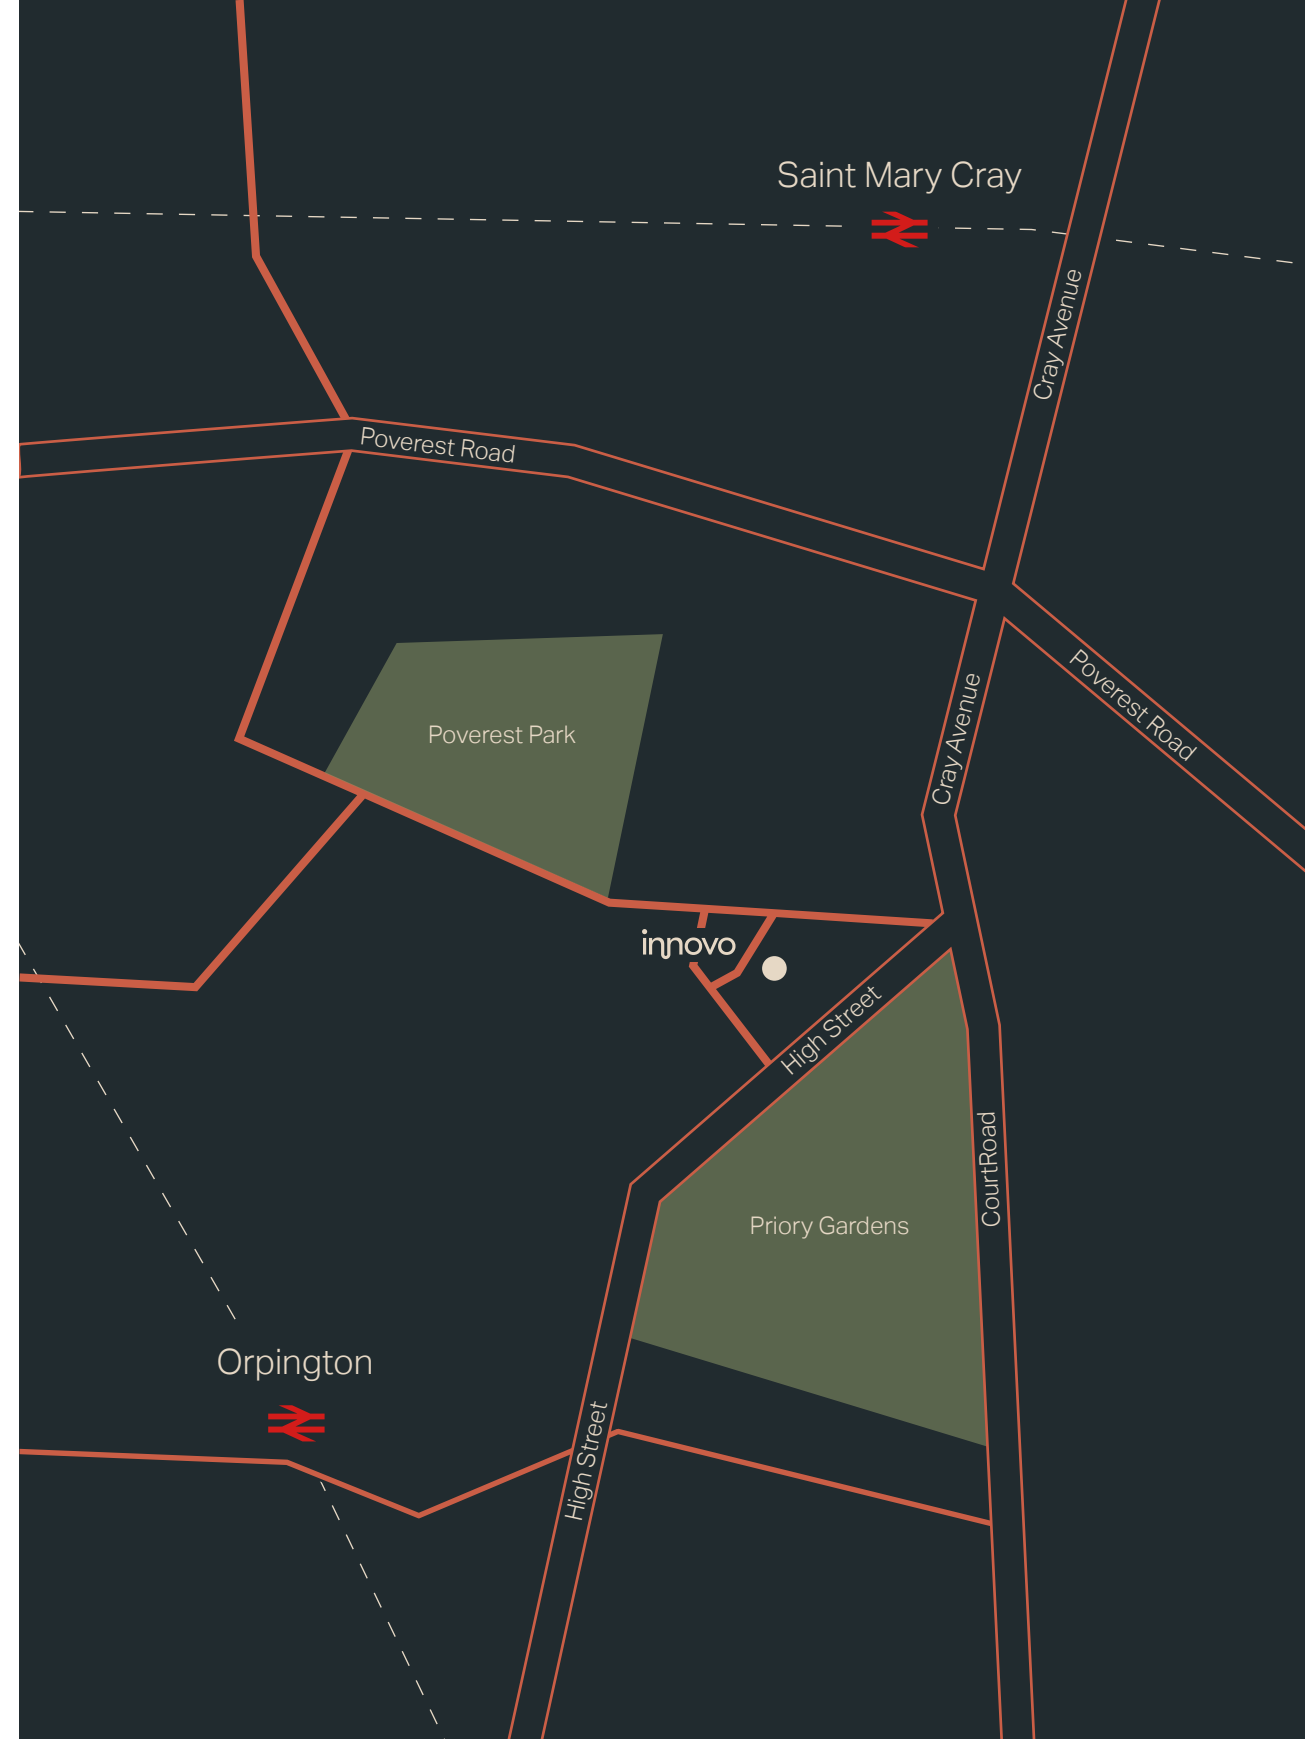 Saint Mary Cray
Cray Avenue
Poverest Road
Poverest Road
Cray Avenue
Poverest Park
innovo
High Street
CourtRoad
Priory Gardens
Orpington
High Street